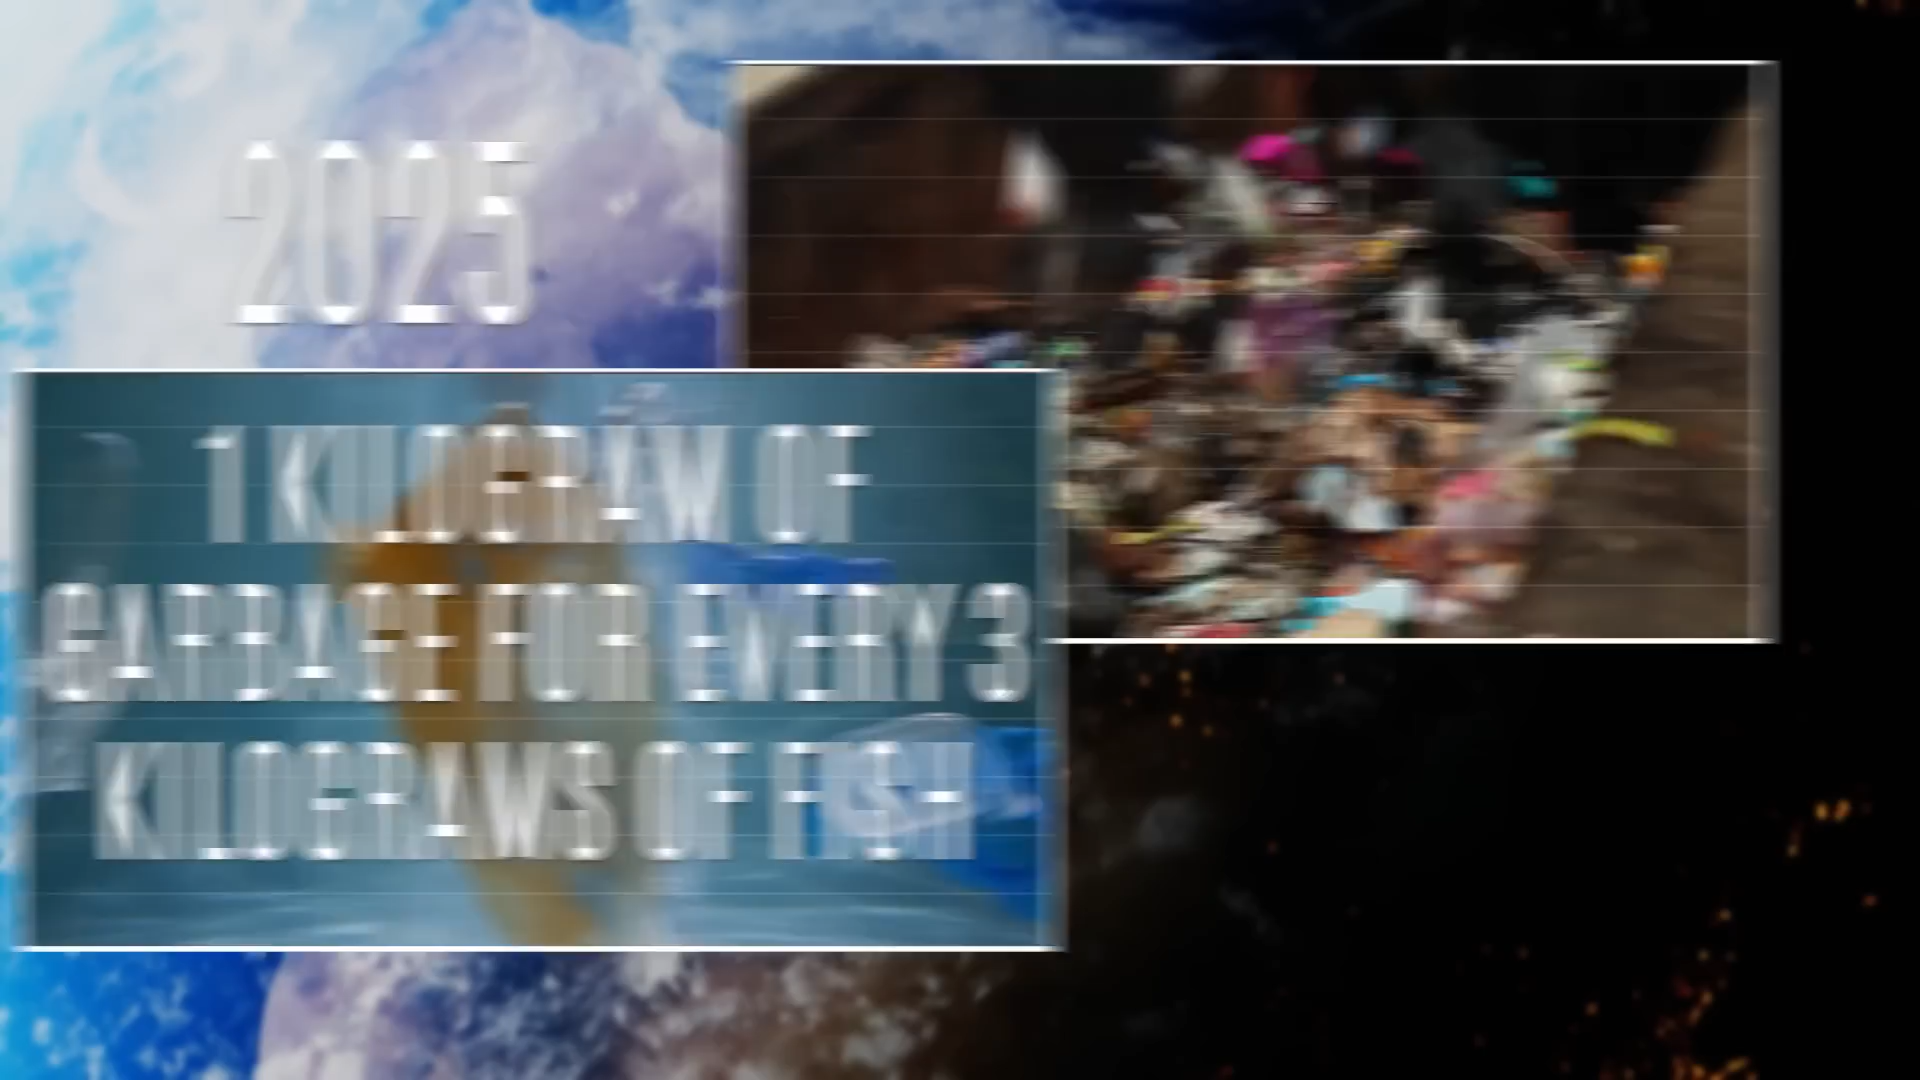 2025
1 KILOGRAM OF
GARBAGE FOR EVERY 3
KILOGRAMS OF FISH